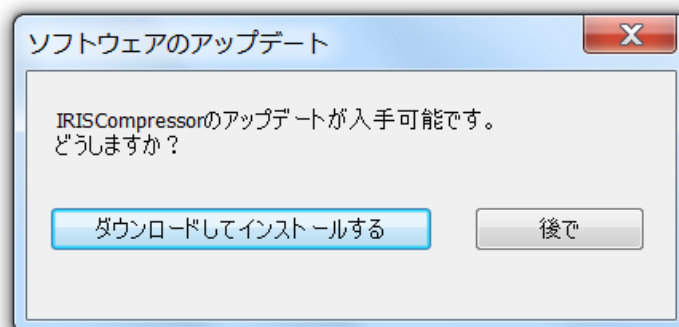 ソフトウェアのアップデート
IRISCompressorのアップデートが入手可能です。
どうしますか？
ダウンロードしてインストールする
後で